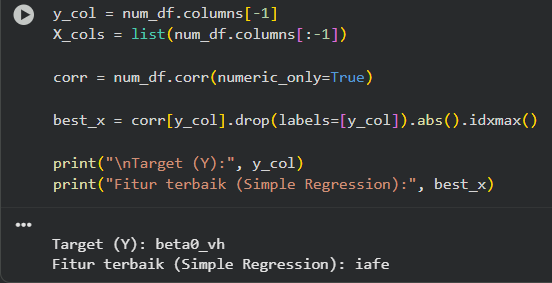 y_col = num_df.columns[-1]
X_cols = list(num_df.columns[:-1])
corr = num_df.corr(numeric_only=True)
best_x = corr[y_col].drop(labels=[y_col]).abs().idxmax()
print("\nTarget (Y):", y_col)
print("Fitur terbaik (Simple Regression):", best_x)
...
Target (Y): beta0_vh
Fitur terbaik (Simple Regression): iafe